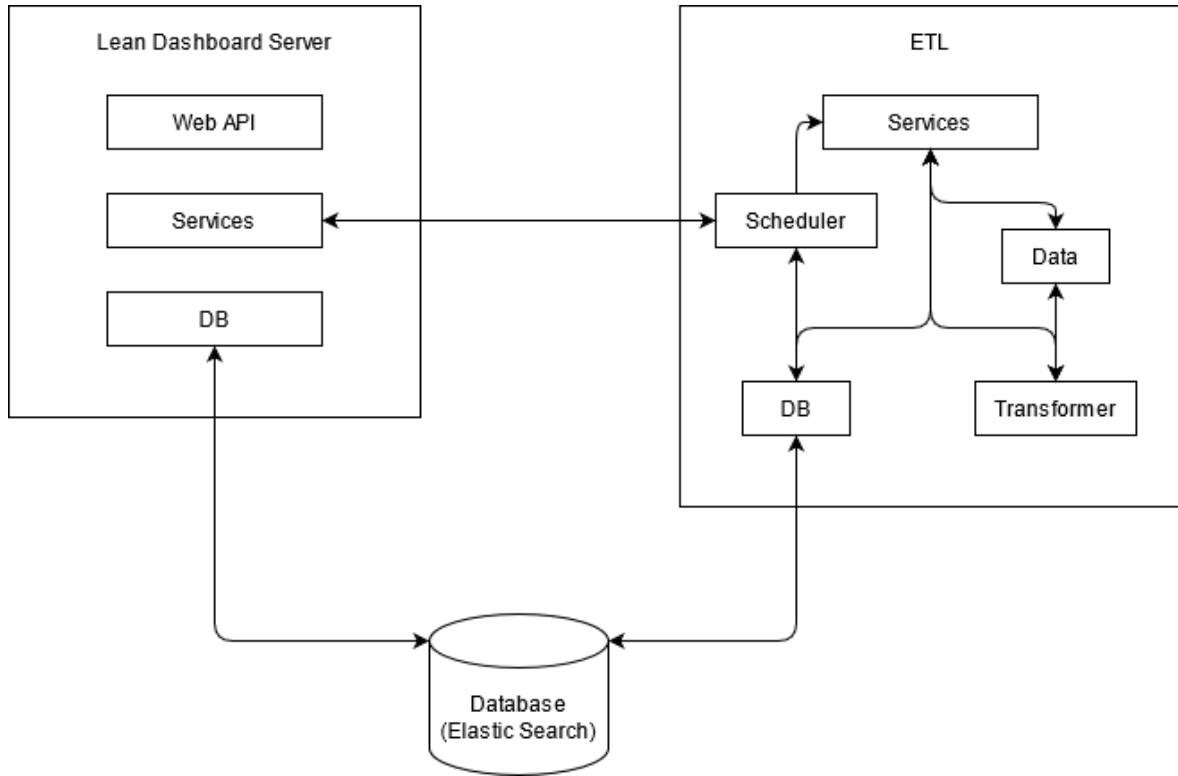 Lean Dashboard Server
Web API
Services
DB
ETL
Services
Scheduler
Data
DB
Transformer
Database
(Elastic Search)